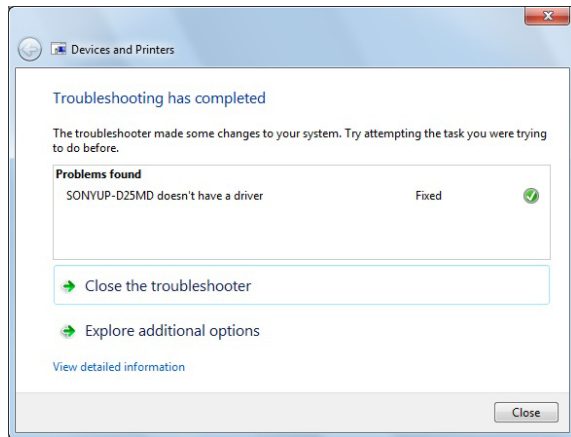 Devices and Printers
Troubleshooting has completed
The troubleshooter made some changes to your system. Try attempting the task you were trying
to do before.
Problems found
SONYUP-D25MD doesn't have a driver Fixed
Close the troubleshooter
Explore additional options
View detailed information
Close